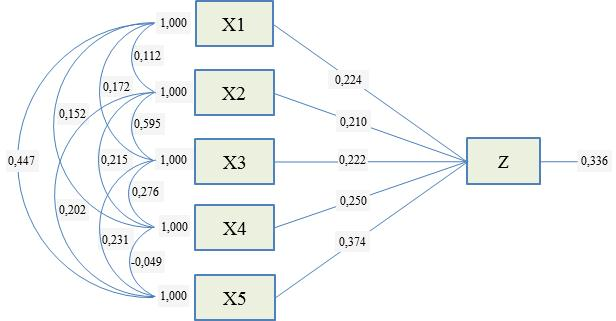 1,000 X1
0,112
0,224
0,172
1,000 X2
0,152
0,595
0,210
0,447
0,215
1,000 X3
0,222
Z
0,336
0,276
0,202
0,250
1,000 X4
0,231
0,374
-0,049
1,000 X5